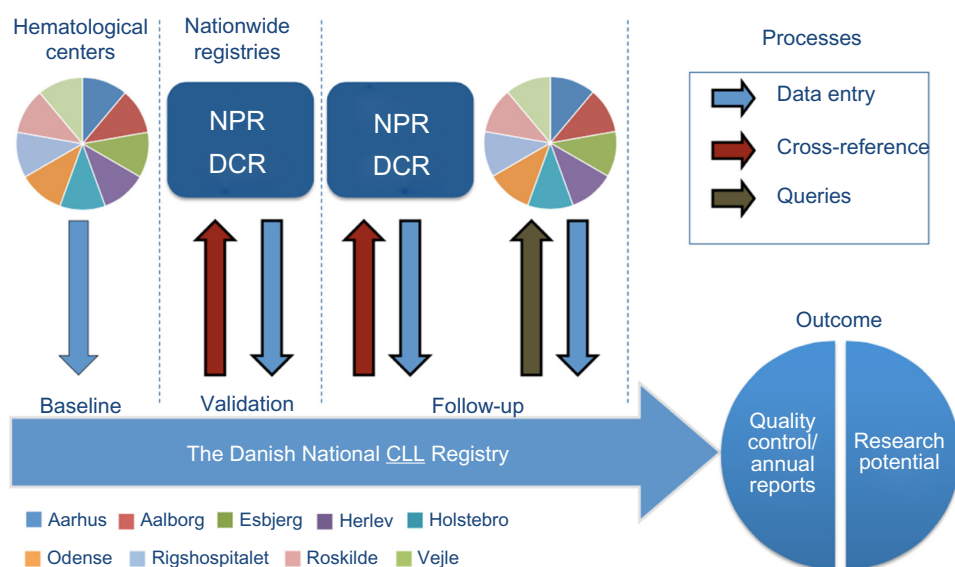 Hematological
centers
Nationwide
registries
Processes
NPR
DCR
NPR
DCR
Data entry
Cross-reference
Queries
Outcome
Baseline
Validation
Follow-up
The Danish National CLL Registry
Quality
control/
annual
reports
Research
potential
Aarhus
Aalborg
Esbjerg
Herlev
Holstebro
Odense
Rigshospitalet
Roskilde
Vejle